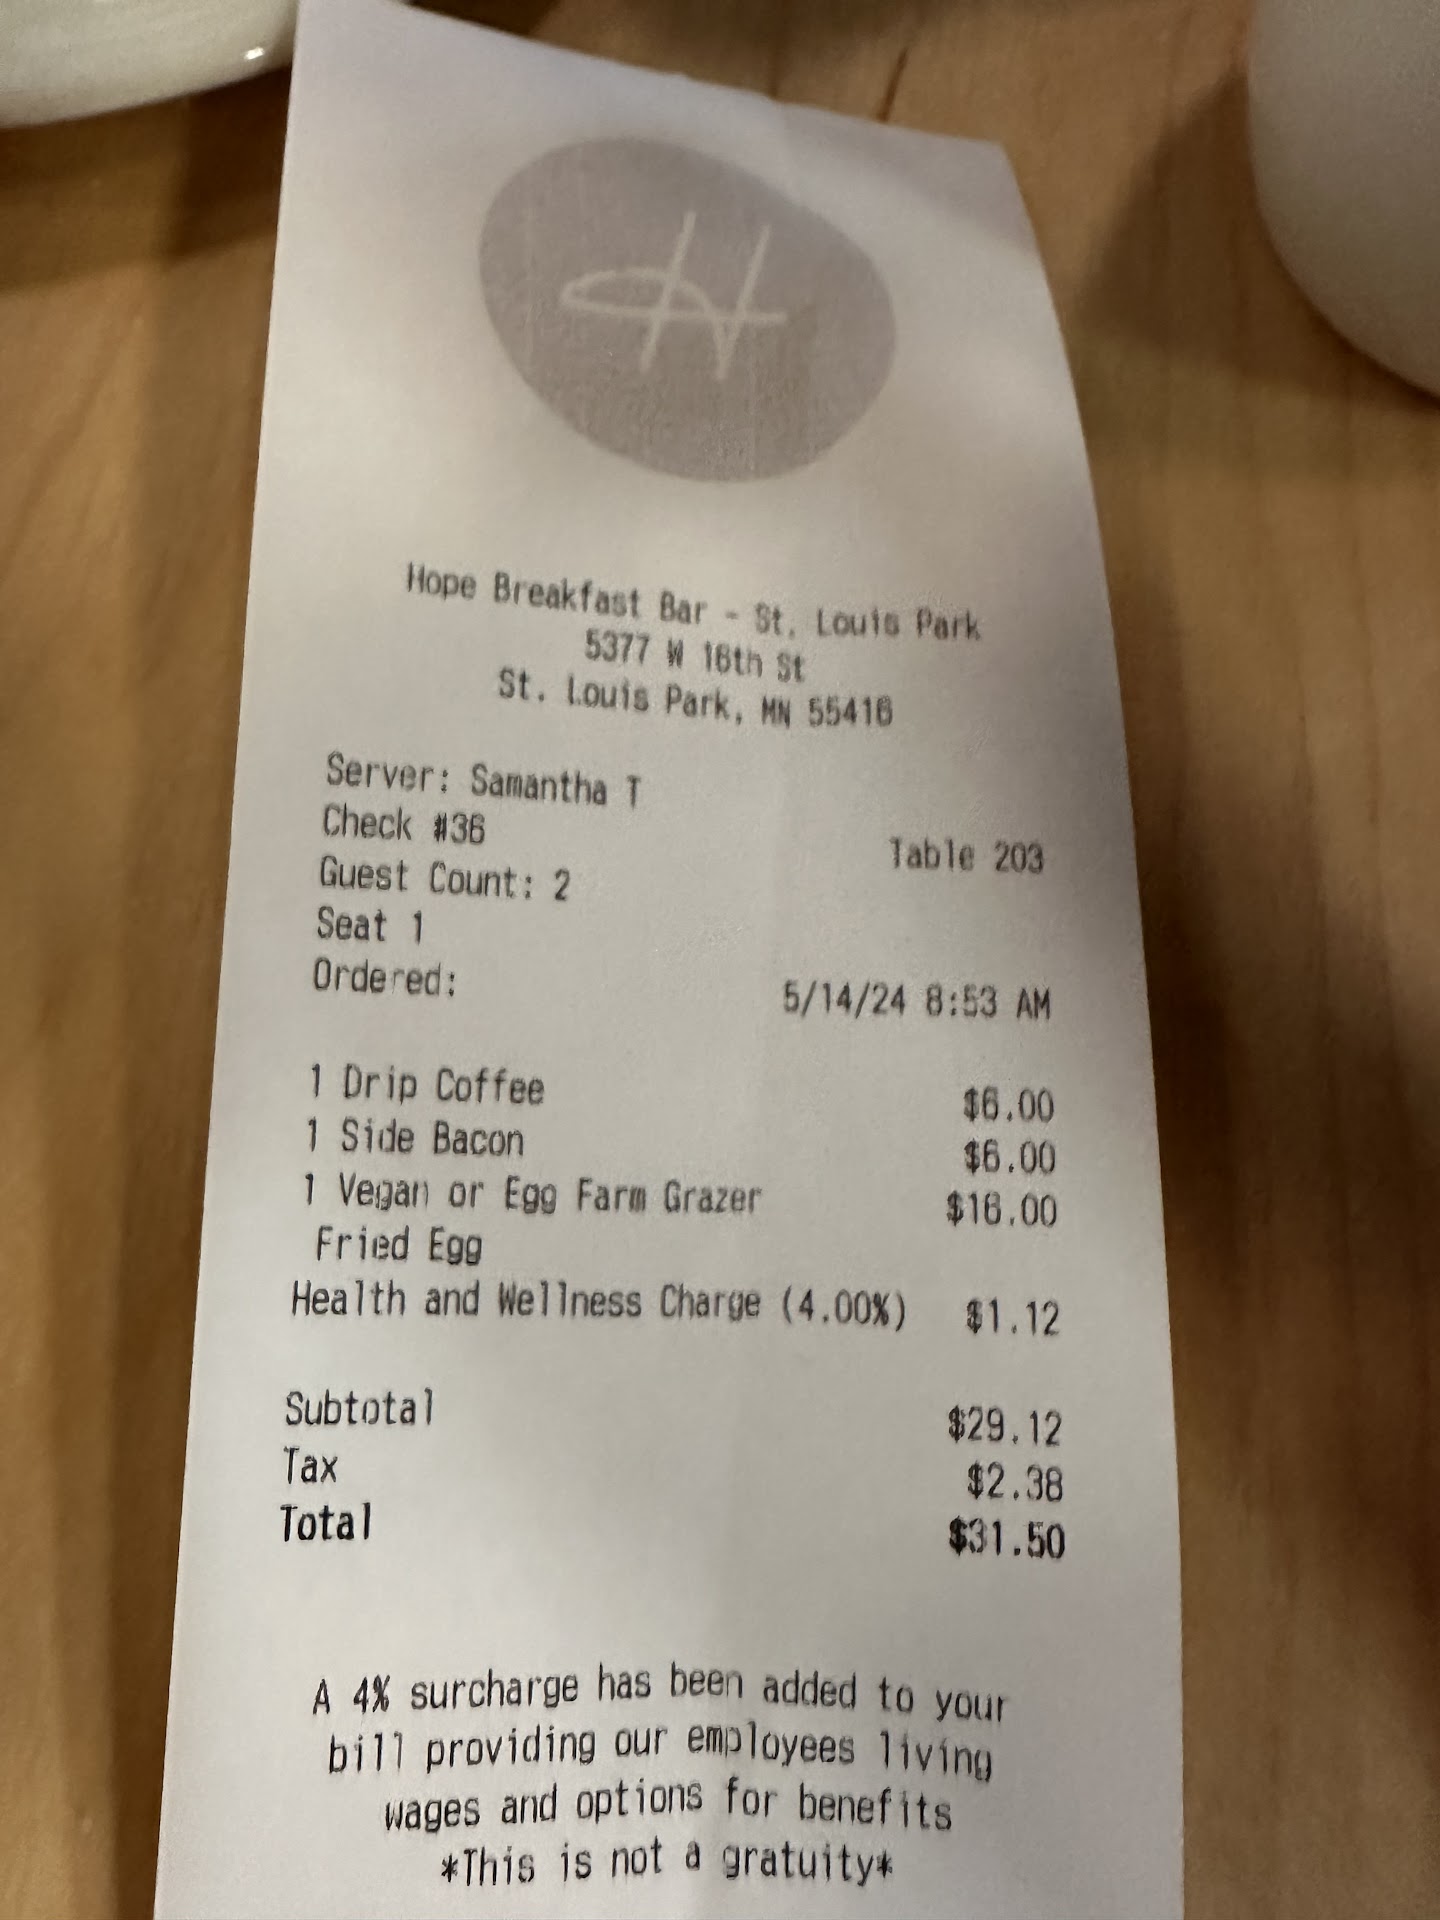 H
Hope Breakfast Bar - St. Louis Park
5377 W 16th St
St. Louis Park, MN 55416
Server: Samantha T
Check #36 Table 203
Guest Count: 2
Seat 1
Ordered: 5/14/24 8:53 AM
1 Drip Coffee $6.00
1 Side Bacon $6.00
1 Vegan or Egg Farm Grazer $16.00
Fried Egg
Health and Wellness Charge (4.00%) $1.12
Subtotal $29.12
Tax $2.38
Total $31.50
A 4% surcharge has been added to your
bill providing our employees living
wages and options for benefits
*This is not a gratuity*